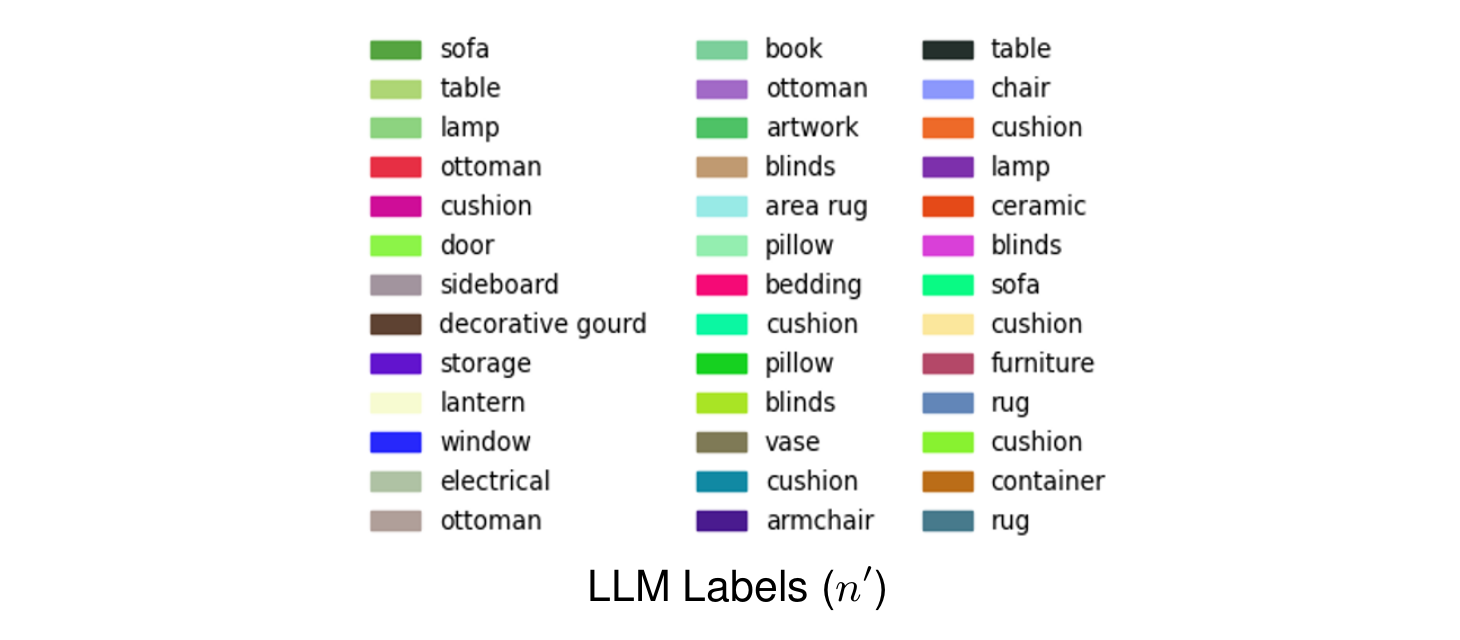 sofa
table
lamp
ottoman
cushion
door
sideboard
decorative gourd
storage
lantern
window
electrical
ottoman
book
ottoman
artwork
blinds
area rug
pillow
bedding
cushion
pillow
blinds
vase
cushion
armchair
table
chair
cushion
lamp
ceramic
blinds
sofa
cushion
furniture
rug
cushion
container
rug
LLM Labels (n′)